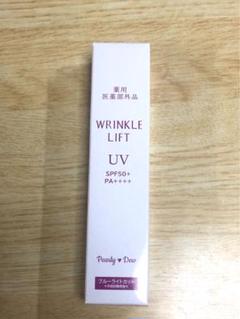 薬用
医薬部外品
WRINKLE
LIFT
UV
SPF50+
PA++++
Pearly ♥ Dew
ブルーライトカット